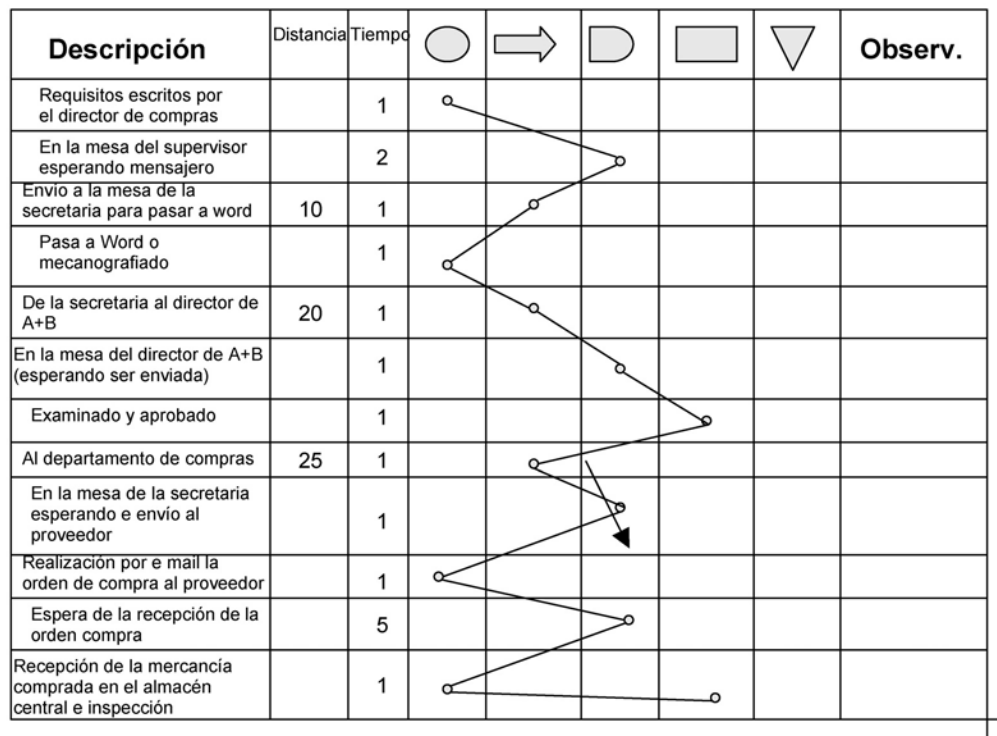 Descripción Distancia Tiempo Observ.
Requisitos escritos por
el director de compras
1
En la mesa del supervisor
esperando mensajero
2
Envio a la mesa de la
secretaria para pasar a word
10 1
Pasa a Word o
mecanografiado
1
De la secretaria al director de
A+B
20 1
En la mesa del director de A+B
(esperando ser enviada)
1
Examinado y aprobado 1
Al departamento de compras 25 1
En la mesa de la secretaria
esperando e envío al
proveedor
1
Realización por e mail la
orden de compra al proveedor
1
Espera de la recepción de la
orden compra
5
Recepción de la mercancía
comprada en el almacén
central e inspección
1